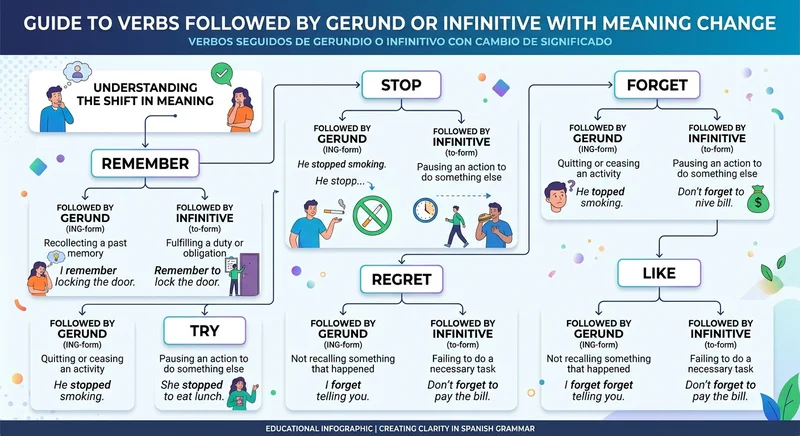 GUIDE TO VERBS FOLLOWED BY GERUND OR INFINITIVE WITH MEANING CHANGE
VERBOS SEGUIDOS DE GERUNDIO O INFINITIVO CON CAMBIO DE SIGNIFICADO
UNDERSTANDING
THE SHIFT IN MEANING
REMEMBER
FOLLOWED BY
GERUND
(ING-form)
Recollecting a past
memory
I remember
locking the door.
FOLLOWED BY
INFINITIVE
(to-form)
Fulfilling a duty or
obligation
Remember to
lock the door.
FOLLOWED BY
GERUND
(ING-form)
Quitting or ceasing
an activity
He stopped
smoking.
TRY
Pausing an action to
do something else
She stopped
to eat lunch.
STOP
FOLLOWED BY
GERUND
(ING-form)
He stopped smoking.
He stopp...
FOLLOWED BY
INFINITIVE
(to-form)
Pausing an action to
do something else
REGRET
FOLLOWED BY
GERUND
(ING-form)
Not recalling something
that happened
I forget
telling you.
FOLLOWED BY
INFINITIVE
(to-form)
Failing to do a
necessary task
Don't forget to
pay the bill.
FORGET
FOLLOWED BY
GERUND
(ING-form)
Quitting or ceasing
an activity
He topped
smoking.
FOLLOWED BY
INFINITIVE
(to-form)
Pausing an action to
do something else
Don't forget to
nive bill.
$
LIKE
FOLLOWED BY
GERUND
(ING-form)
Not recalling something
that happened
I forget forget
telling you.
FOLLOWED BY
INFINITIVE
(to-form)
Failing to do a
necessary task
Don't forget to
pay the bill.
EDUCATIONAL INFOGRAPHIC | CREATING CLARITY IN SPANISH GRAMMAR